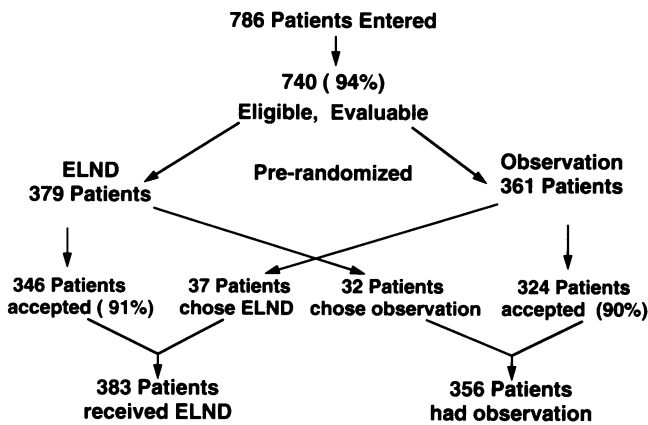 786 Patients Entered
740 ( 94%)
Eligible, Evaluable
ELND
379 Patients
Pre-randomized
Observation
361 Patients
346 Patients
accepted ( 91%)
37 Patients
chose ELND
32 Patients
chose observation
324 Patients
accepted (90%)
383 Patients
received ELND
356 Patients
had observation